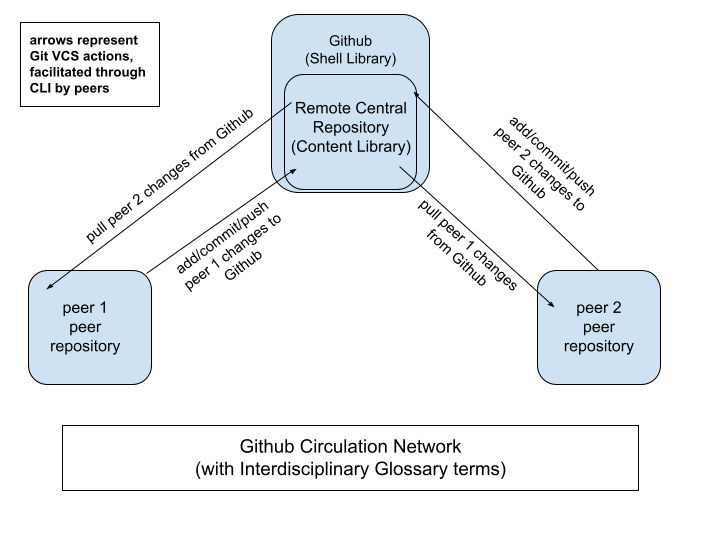 arrows represent
Git VCS actions,
facilitated through
CLI by peers
Github
(Shell Library)
Remote Central
Repository
(Content Library)
pull peer 2 changes from Github
add/commit/push
peer 1 changes to
Github
pull peer 1 changes
from Github
add/commit/push
peer 2 changes to
Github
peer 1
peer
repository
peer 2
peer
repository
Github Circulation Network
(with Interdisciplinary Glossary terms)